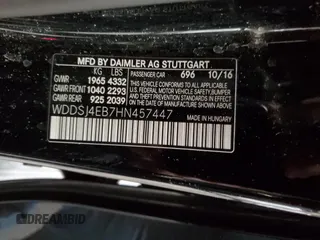 MFD BY DAIMLER AG STUTTGART
KG LBS 696 10/16
GVWR 1965 4332
GAWR FRONT 1040 2293
GAWR REAR 925 2039
WDDSJ4EB7HN457447
MADE IN HUNGARY
THIS VEHICLE CONFORMS TO ALL APPLICABLE
FEDERAL MOTOR VEHICLE SAFETY, BUMPER, AND
THEFT PREVENTION STANDARDS IN EFFECT ON THE
DATE OF MANUFACTURE SHOWN ABOVE.
PASSENGER CAR
DREAMBID